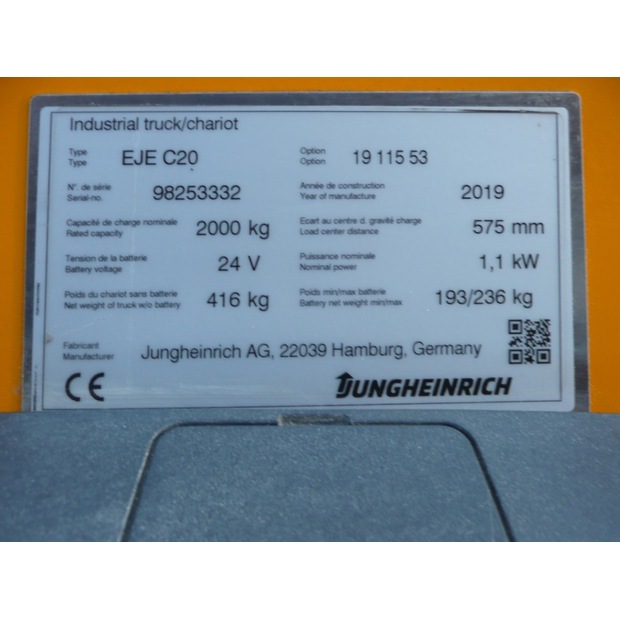 Industrial truck/chariot
Type
Type
EJE C20
Option
Option
19 115 53
N°. de série
Serial-no.
98253332
Année de construction
Year of manufacture
2019
Capacité de charge nominale
Rated capacity
2000 kg
Ecart au centre d. gravité charge
Load center distance
575 mm
Tension de la batterie
Battery voltage
24 V
Puissance nominale
Nominal power
1,1 kW
Poids du chariot sans batterie
Net weight of truck w/o battery
416 kg
Poids min/max batterie
Battery net weight min/max
193/236 kg
Fabricant
Manufacturer
Jungheinrich AG, 22039 Hamburg, Germany
CE
JUNGHEINRICH